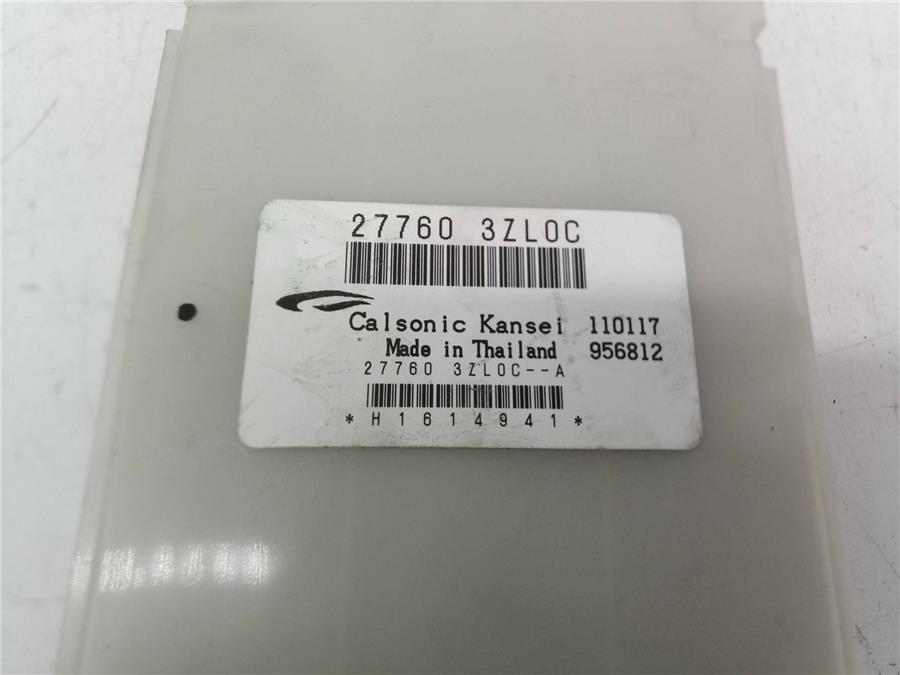 27760 3ZL0C
Calsonic Kansei 110117
Made in Thailand 956812
27760 3ZL0C--A
*H1614941*